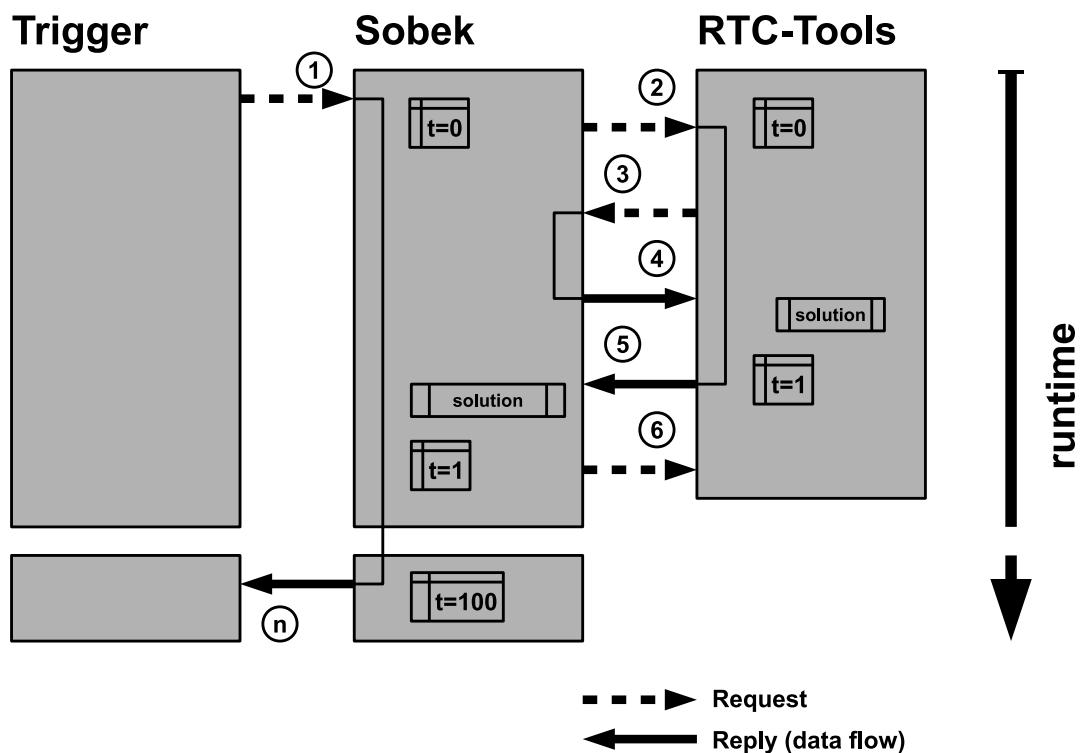 Trigger
Sobek
RTC-Tools
1
2
t=0
t=0
3
4
solution
5
t=1
solution
6
t=1
runtime
t=100
n
Request
Reply (data flow)